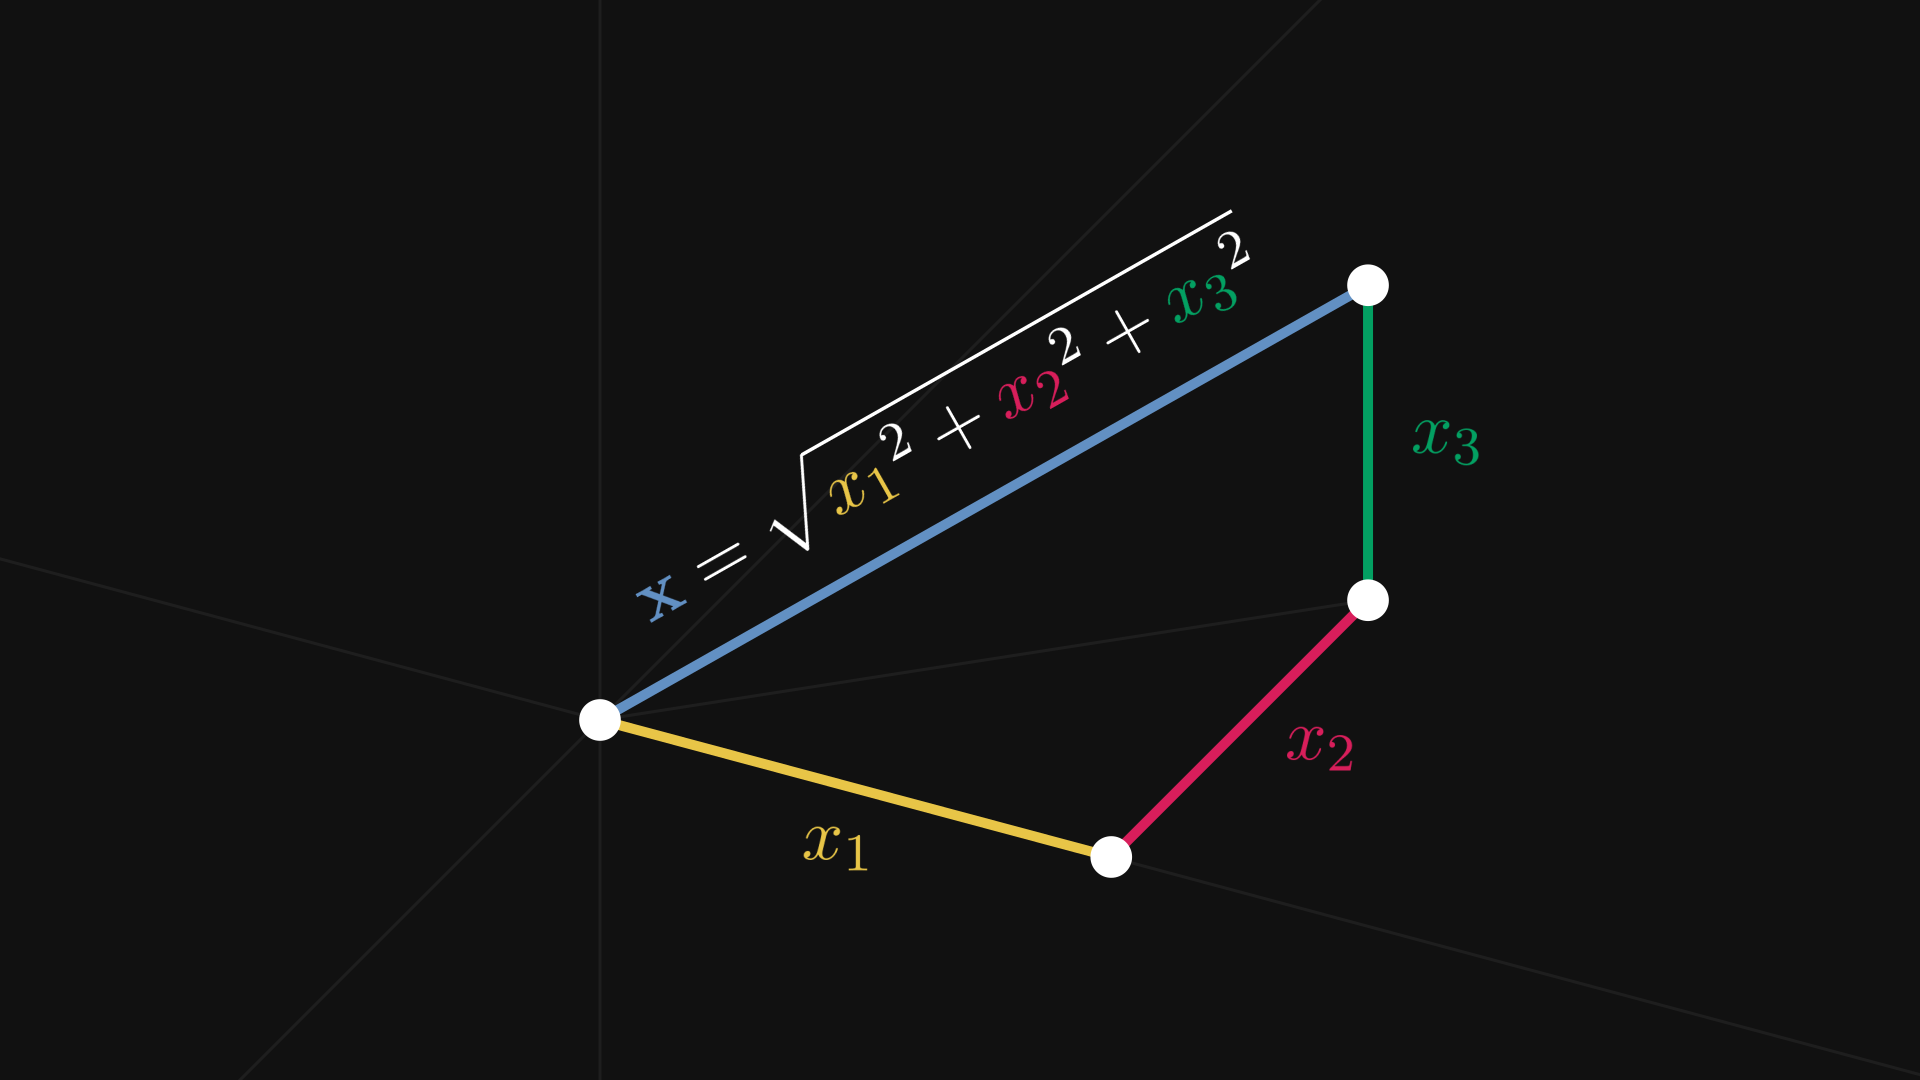 x = √x₁² + x₂² + x₃²
x₃
x₂
x₁